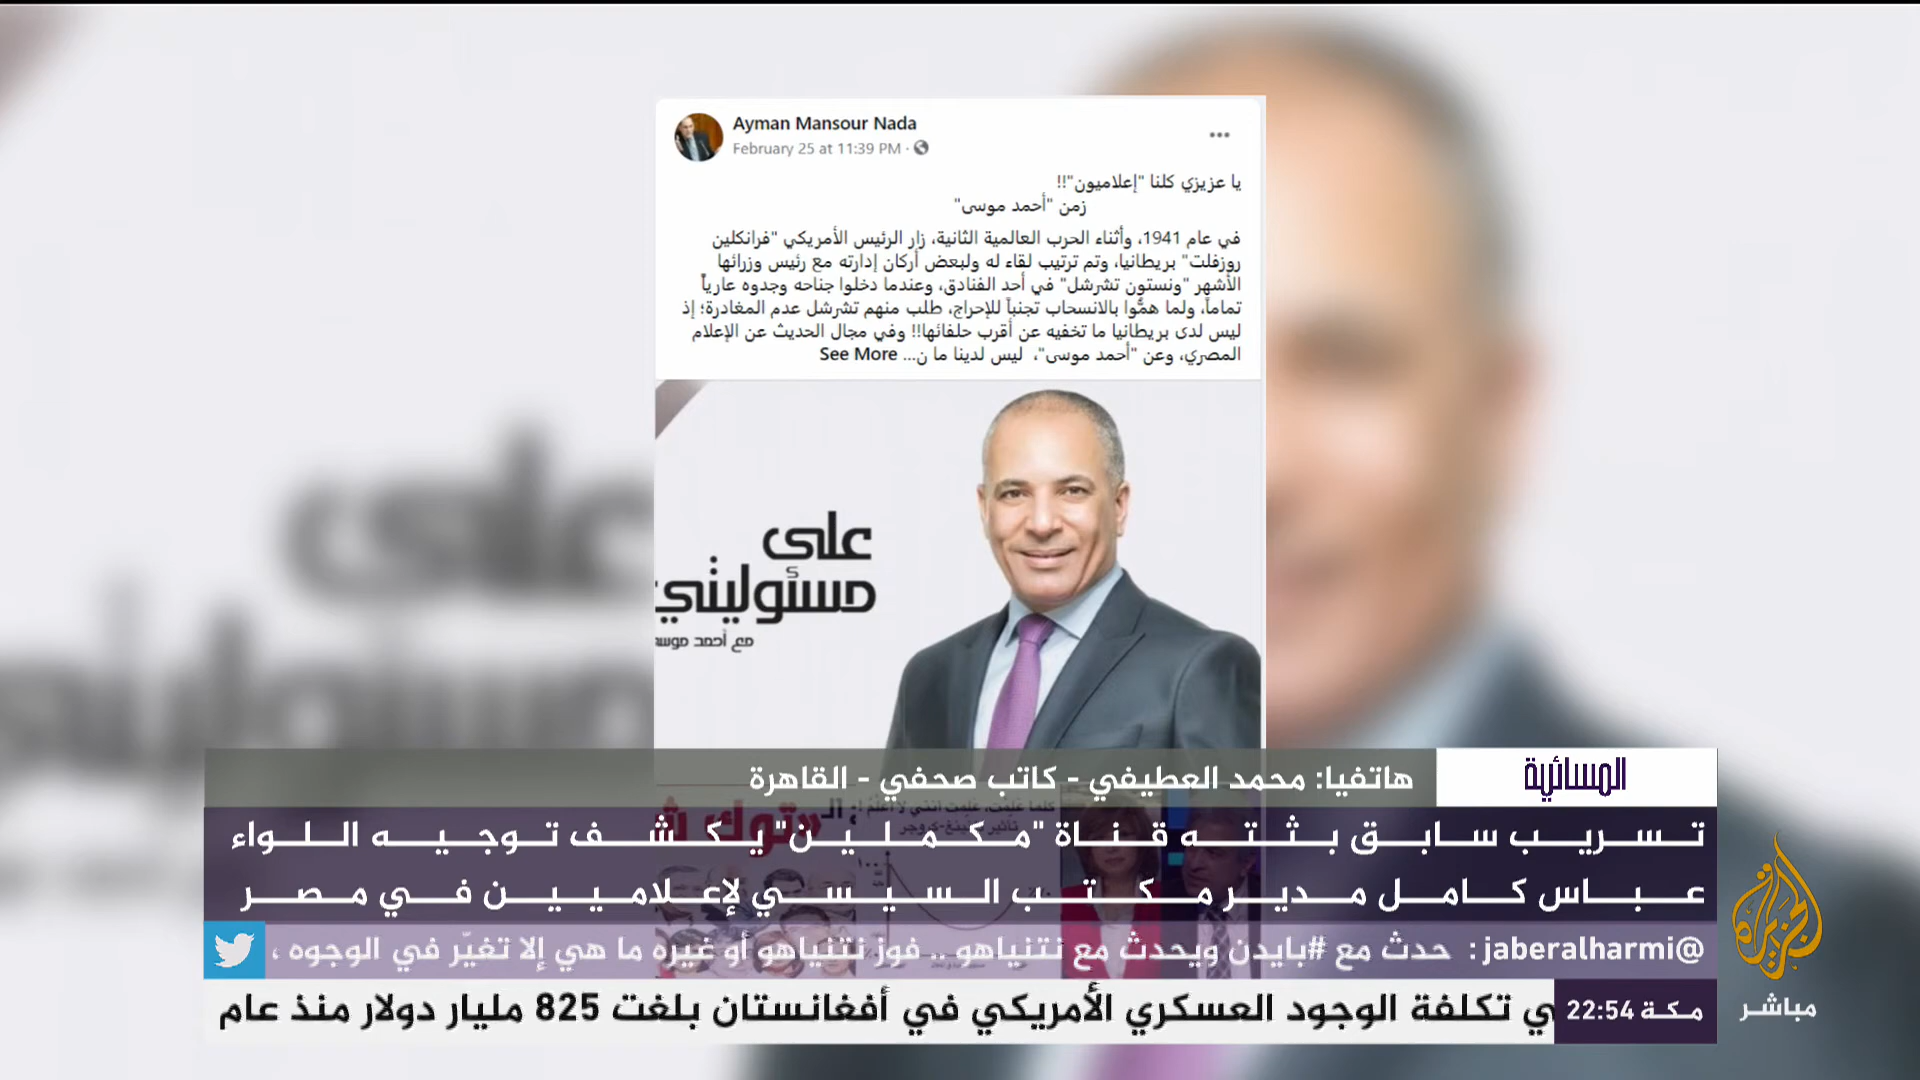 Ayman Mansour Nada
February 25 at 11:39 PM
يا عزيزي كلنا "إعلاميون"!!
زمن "أحمد موسى"
في عام 1941، وأثناء الحرب العالمية الثانية، زار الرئيس الأمريكي "فرانكلين
روزفلت" بريطانيا، وتم ترتيب لقاء له ولبعض أركان إدارته مع رئيس وزرائها
الأشهر "ونستون تشرشل" في أحد الفنادق، وعندما دخلوا جناحه وجدوه عارياً
تماماً، ولما همُّوا بالانسحاب تجنباً للإحراج، طلب منهم تشرشل عدم المغادرة؛ إذ
ليس لدى بريطانيا ما تخفيه عن أقرب حلفائها!! وفي مجال الحديث عن الإعلام
المصري، وعن "أحمد موسى"، ليس لدينا ما ن... See More
على
مسئوليتي
مع أحمد موسى
المسائية
هاتفيا: محمد العطيفي - كاتب صحفي - القاهرة
تسريب سابق بثته قناة "مكملين" يكشف توجيه اللواء
عباس كامل مدير مكتب السيسي لإعلاميين في مصر
@jaberalharmi : حدث مع #بايدن ويحدث مع نتنياهو .. فوز نتنياهو أو غيره ما هي إلا تغيّر في الوجوه ،
مكة 22:54
ي تكلفة الوجود العسكري الأمريكي في أفغانستان بلغت 825 مليار دولار منذ عام
الجزيرة
مباشر